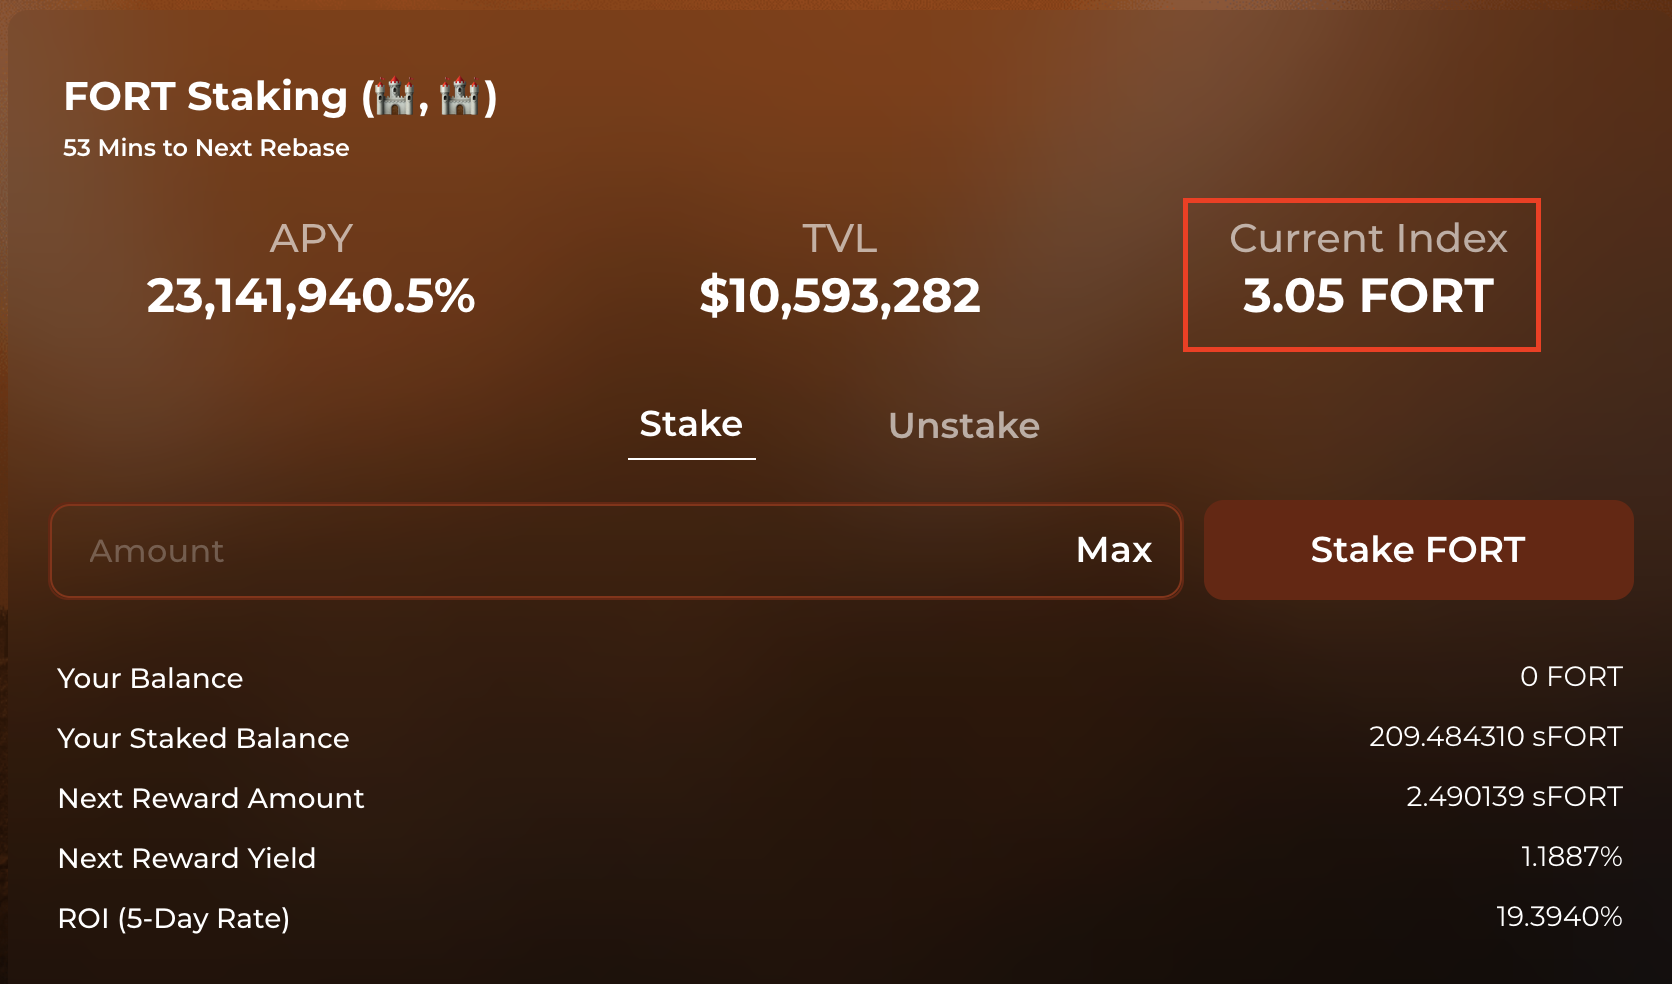 FORT Staking (🏰, 🏰)
53 Mins to Next Rebase
APY
23,141,940.5%
TVL
$10,593,282
Current Index
3.05 FORT
Stake
Unstake
Amount
Max
Stake FORT
Your Balance 0 FORT
Your Staked Balance 209.484310 sFORT
Next Reward Amount 2.490139 sFORT
Next Reward Yield 1.1887%
ROI (5-Day Rate) 19.3940%